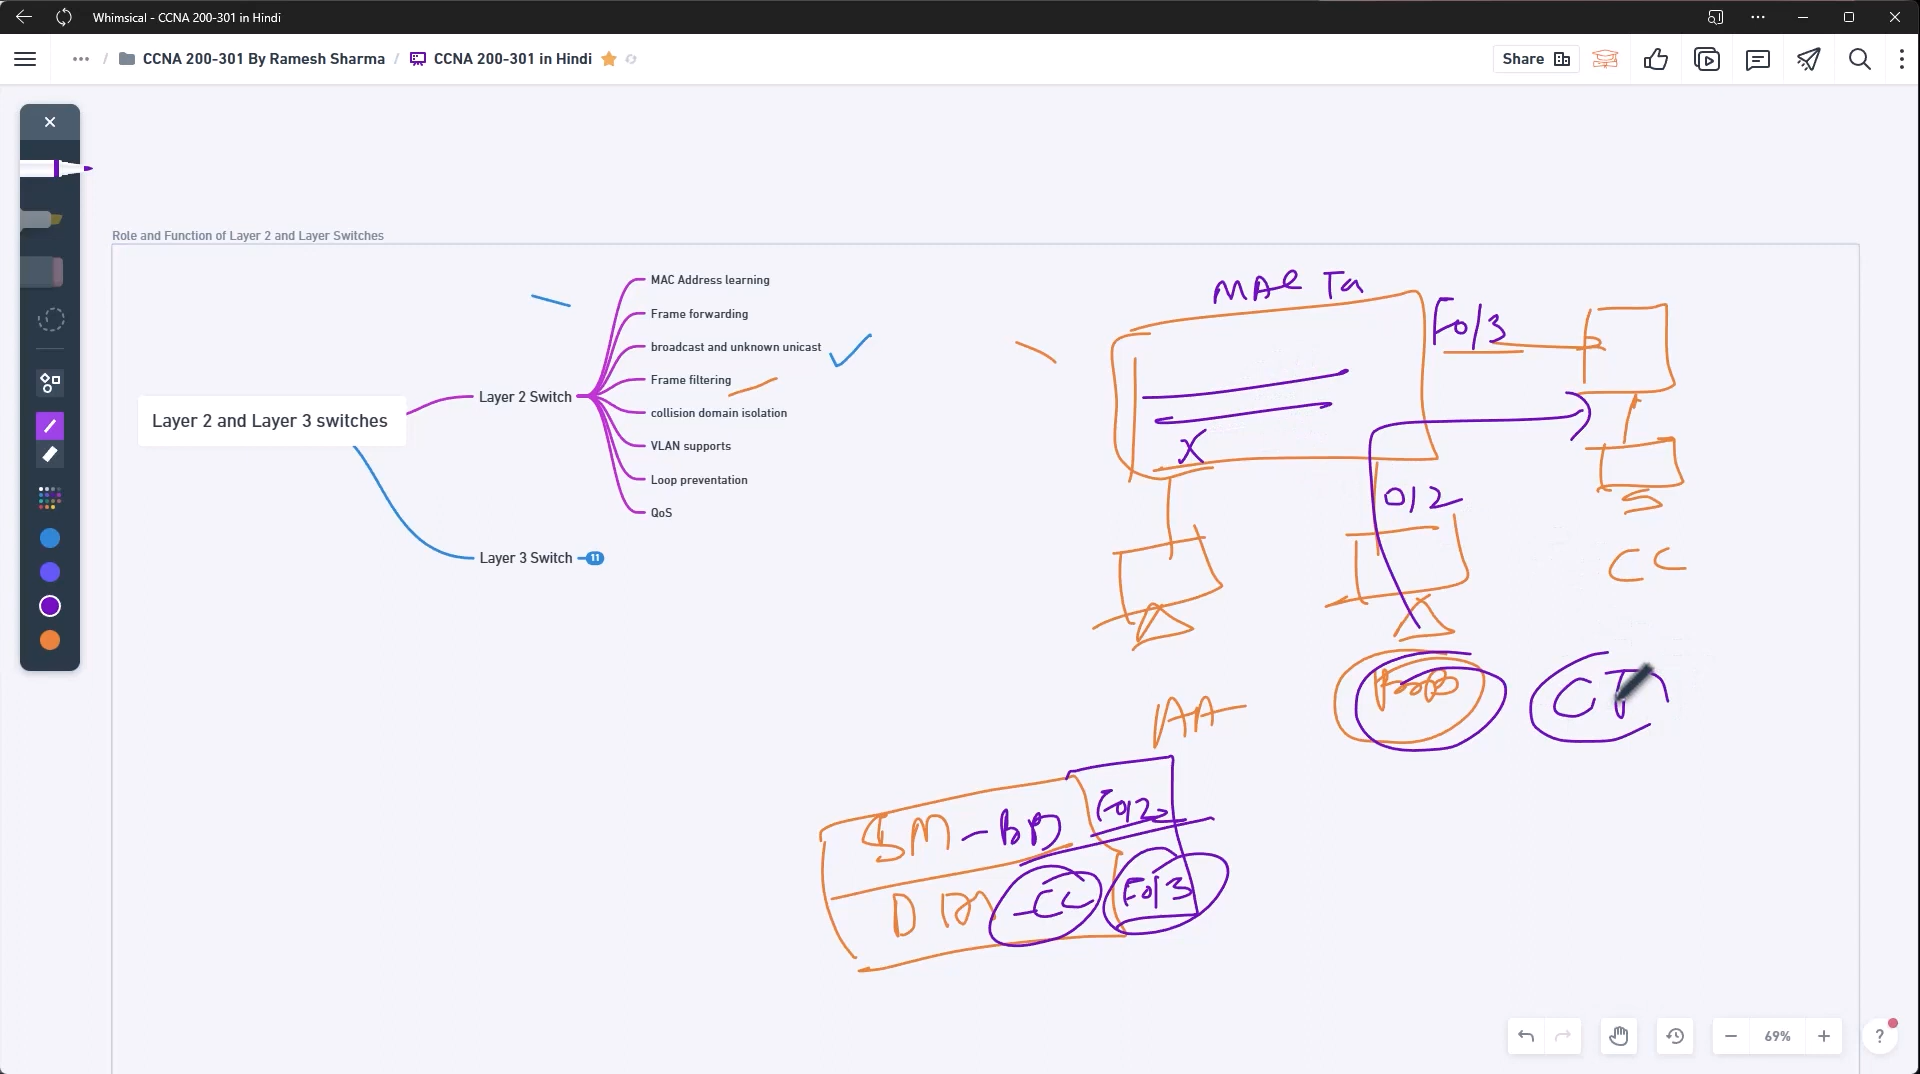 Whimsical - CCNA 200-301 in Hindi
... / CCNA 200-301 By Ramesh Sharma / CCNA 200-301 in Hindi
Share
Role and Function of Layer 2 and Layer Switches
Layer 2 and Layer 3 switches
Layer 2 Switch
MAC Address learning
Frame forwarding
broadcast and unknown unicast
Frame filtering
collision domain isolation
VLAN supports
Loop preventation
QoS
Layer 3 Switch
11
MAC Ta
F0/3
X
0/2
CC
AA
SM - BB F0/2
DM - CC F0/3
69%
?